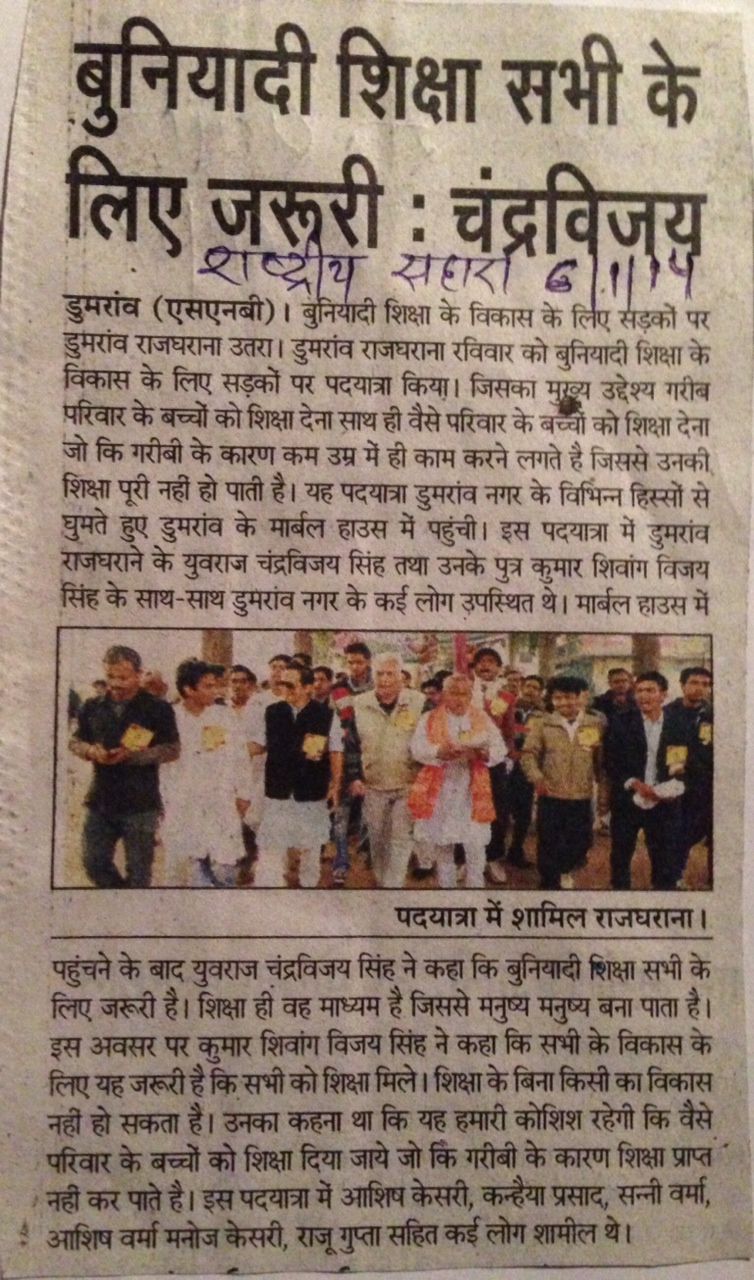 बुनियादी शिक्षा सभी के
लिए जरूरी : चंद्रविजय
राष्ट्रीय सहारा 6/1/14
डुमरांव (एसएनबी)। बुनियादी शिक्षा के विकास के लिए सड़कों पर
डुमरांव राजघराना उतरा। डुमरांव राजघराना रविवार को बुनियादी शिक्षा के
विकास के लिए सड़कों पर पदयात्रा किया। जिसका मुख्य उद्देश्य गरीब
परिवार के बच्चों को शिक्षा देना साथ ही वैसे परिवार के बच्चों को शिक्षा देना
जो कि गरीबी के कारण कम उम्र में ही काम करने लगते है जिससे उनकी
शिक्षा पूरी नहीं हो पाती है। यह पदयात्रा डुमरांव नगर के विभिन्न हिस्सों से
घुमते हुए डुमरांव के मार्बल हाउस में पहुंची। इस पदयात्रा में डुमरांव
राजघराने के युवराज चंद्रविजय सिंह तथा उनके पुत्र कुमार शिवांग विजय
सिंह के साथ-साथ डुमरांव नगर के कई लोग उपस्थित थे। मार्बल हाउस में
पदयात्रा में शामिल राजघराना।
पहुंचने के बाद युवराज चंद्रविजय सिंह ने कहा कि बुनियादी शिक्षा सभी के
लिए जरूरी है। शिक्षा ही वह माध्यम है जिससे मनुष्य मनुष्य बना पाता है।
इस अवसर पर कुमार शिवांग विजय सिंह ने कहा कि सभी के विकास के
लिए यह जरूरी है कि सभी को शिक्षा मिले। शिक्षा के बिना किसी का विकास
नहीं हो सकता है। उनका कहना था कि यह हमारी कोशिश रहेगी कि वैसे
परिवार के बच्चों को शिक्षा दिया जाये जो कि गरीबी के कारण शिक्षा प्राप्त
नहीं कर पाते है। इस पदयात्रा में आशिष केसरी, कन्हैया प्रसाद, सन्नी वर्मा,
आशिष वर्मा मनोज केसरी, राजू गुप्ता सहित कई लोग शामील थे।